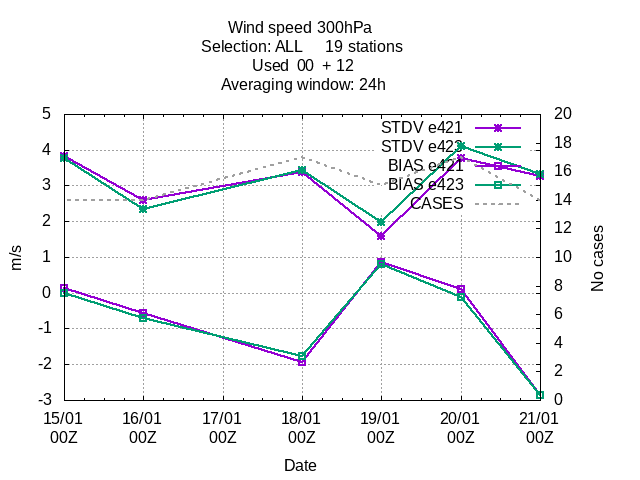 Wind speed 300hPa
Selection: ALL     19 stations
Used  00  + 12
Averaging window: 24h
5
4
3
2
1
0
-1
-2
-3
m/s
20
18
16
14
12
10
8
6
4
2
0
No cases
STDV e421
STDV e423
BIAS e421
BIAS e423
CASES
15/01 16/01 17/01 18/01 19/01 20/01 21/01
00Z 00Z 00Z 00Z 00Z 00Z 00Z
Date